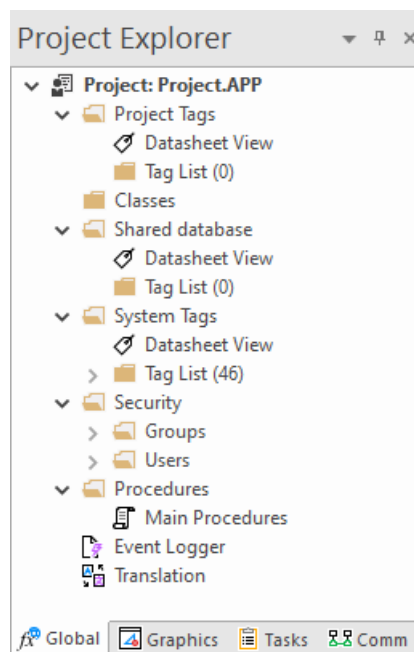 Project Explorer
Project: Project.APP
Project Tags
Datasheet View
Tag List (0)
Classes
Shared database
Datasheet View
Tag List (0)
System Tags
Datasheet View
Tag List (46)
Security
Groups
Users
Procedures
Main Procedures
Event Logger
Translation
Global Graphics Tasks Comm